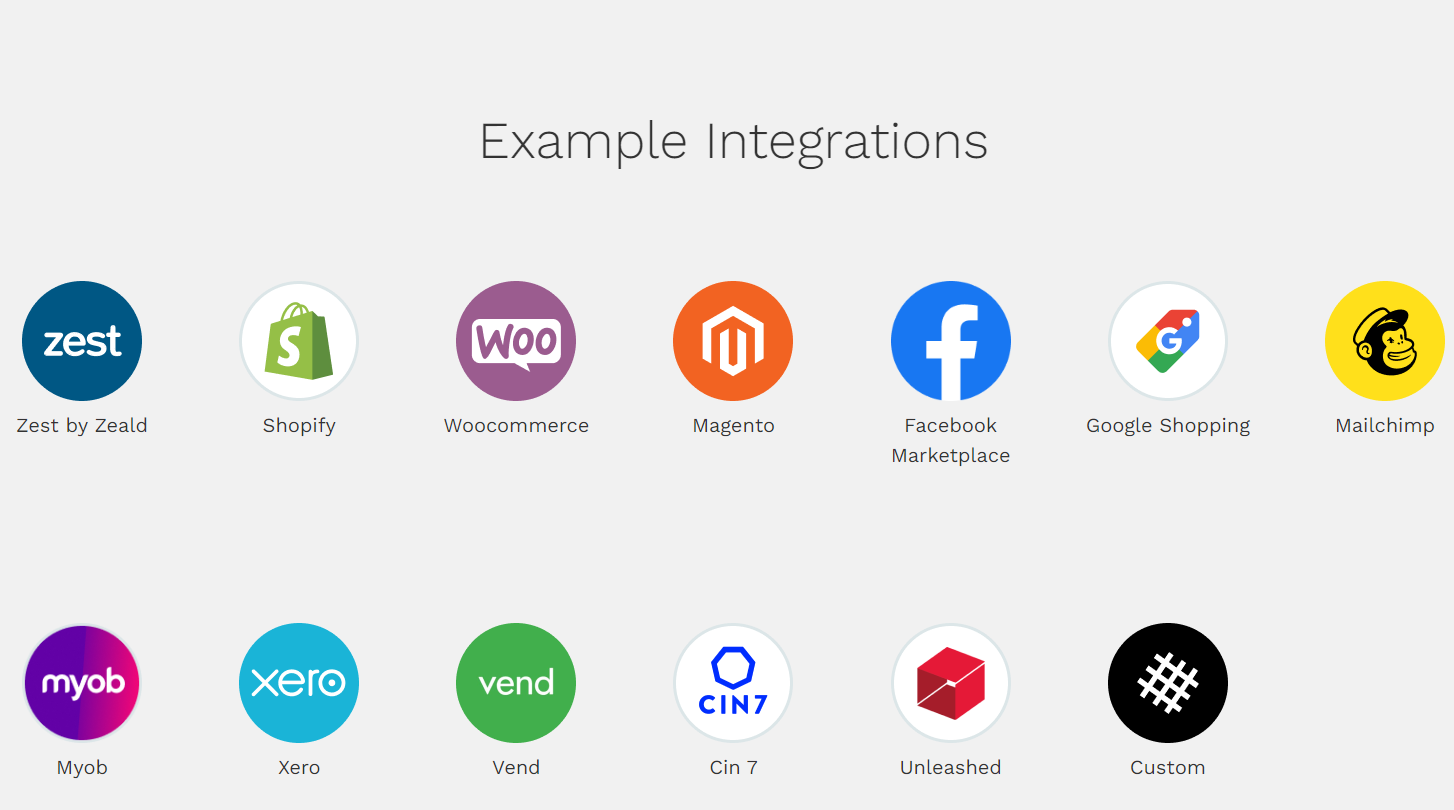 Example Integrations
zest
S
Woo
G
Zest by Zeald
Shopify
Woocommerce
Magento
Facebook
Marketplace
Google Shopping
Mailchimp
myob
xero
vend
CIN7
Myob
Xero
Vend
Cin 7
Unleashed
Custom